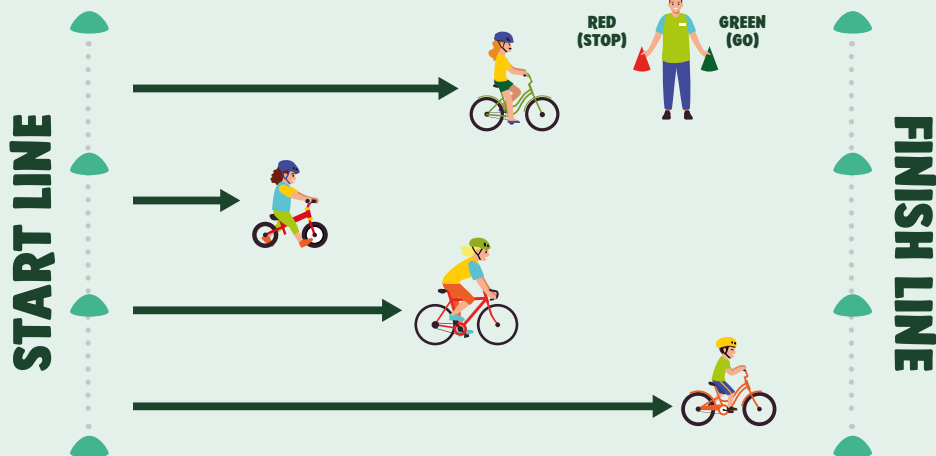 RED
(STOP)
GREEN
(GO)
START LINE
FINISH LINE